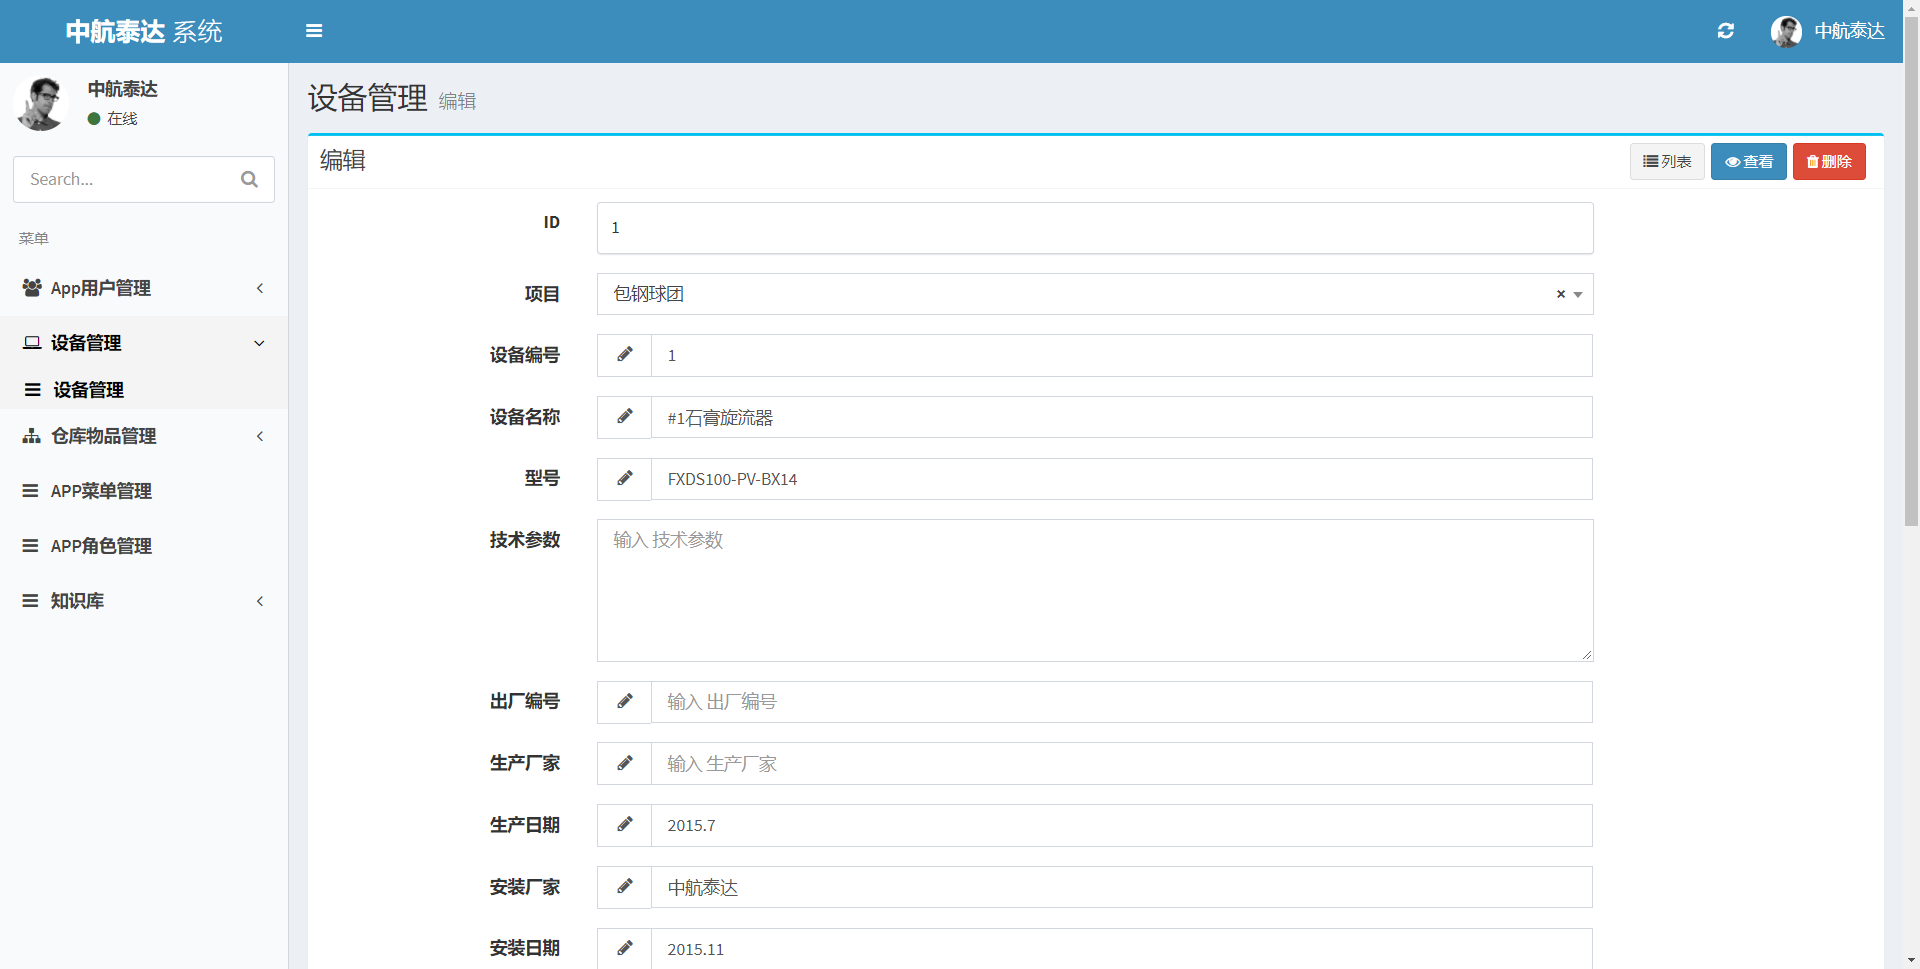 中航泰达 系统
中航泰达
中航泰达
在线
Search...
菜单
App用户管理
设备管理
设备管理
仓库物品管理
APP菜单管理
APP角色管理
知识库
设备管理 编辑
编辑
列表 查看 删除
ID 1
项目 包钢球团 ×
设备编号 1
设备名称 #1石膏旋流器
型号 FXDS100-PV-BX14
技术参数 输入 技术参数
出厂编号 输入 出厂编号
生产厂家 输入 生产厂家
生产日期 2015.7
安装厂家 中航泰达
安装日期 2015.11